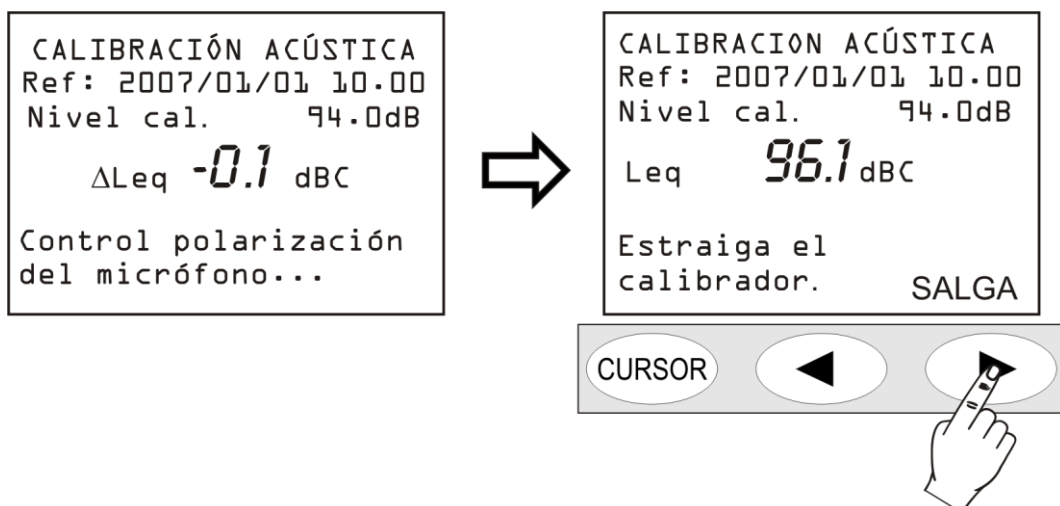 CALIBRACIÓN ACÚSTICA
Ref: 2007/01/01 10.00
Nivel cal. 94.0dB
ΔLeq -0.1 dBC
Control polarización
del micrófono...
CALIBRACION ACÚSTICA
Ref: 2007/01/01 10.00
Nivel cal. 94.0dB
Leq 96.1 dBC
Estraiga el
calibrador. SALGA
CURSOR